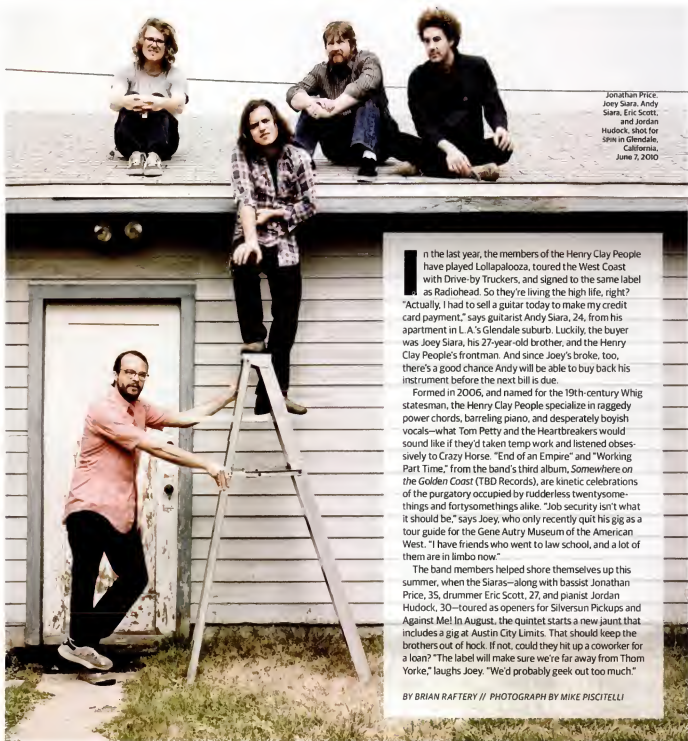 Jonathan Price,
Joey Siara, Andy
Siara, Eric Scott,
and Jordan
Hudock, shot for
SPIN in Glendale,
California,
June 7, 2010
In the last year, the members of the Henry Clay People
have played Lollapalooza, toured the West Coast
with Drive-by Truckers, and signed to the same label
as Radiohead. So they're living the high life, right?
"Actually, I had to sell a guitar today to make my credit
card payment," says guitarist Andy Siara, 24, from his
apartment in L.A.'s Glendale suburb. Luckily, the buyer
was Joey Siara, his 27-year-old brother, and the Henry
Clay People's frontman. And since Joey's broke, too,
there's a good chance Andy will be able to buy back his
instrument before the next bill is due.
Formed in 2006, and named for the 19th-century Whig
statesman, the Henry Clay People specialize in raggedy
power chords, barreling piano, and desperately boyish
vocals—what Tom Petty and the Heartbreakers would
sound like if they'd taken temp work and listened obses-
sively to Crazy Horse. "End of an Empire" and "Working
Part Time," from the band's third album, Somewhere on
the Golden Coast (TBD Records), are kinetic celebrations
of the purgatory occupied by rudderless twentysome-
things and fortysomethings alike. "Job security isn't what
it should be," says Joey, who only recently quit his gig as a
tour guide for the Gene Autry Museum of the American
West. "I have friends who went to law school, and a lot of
them are in limbo now."
The band members helped shore themselves up this
summer, when the Siaras—along with bassist Jonathan
Price, 35, drummer Eric Scott, 27, and pianist Jordan
Hudock, 30—toured as openers for Silversun Pickups and
Against Me! In August, the quintet starts a new jaunt that
includes a gig at Austin City Limits. That should keep the
brothers out of hock. If not, could they hit up a coworker for
a loan? "The label will make sure we're far away from Thom
Yorke," laughs Joey. "We'd probably geek out too much."
BY BRIAN RAFTERY // PHOTOGRAPH BY MIKE PISCITELLI